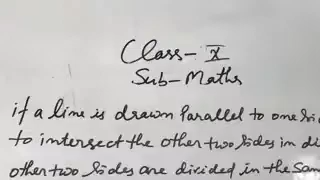 Class - X
Sub - Maths
if a line is drawn Parallel to one
to intersect the other two sides in
other two sides are divided in the